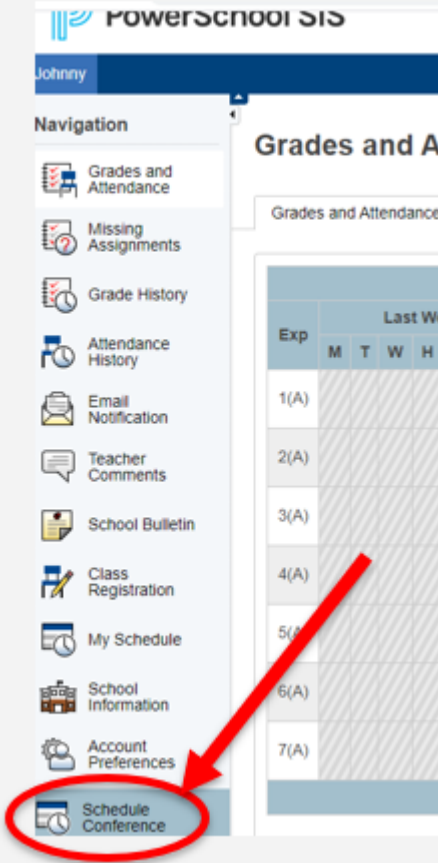 PowerSchool SIS
Johnny
Navigation
Grades and
Attendance
Missing
Assignments
Grade History
Attendance
History
Email
Notification
Teacher
Comments
School Bulletin
Class
Registration
My Schedule
School
Information
Account
Preferences
Schedule
Conference
Grades and A
Grades and Attendance
Exp
Last We
M T W H
1(A)
2(A)
3(A)
4(A)
6(A)
7(A)